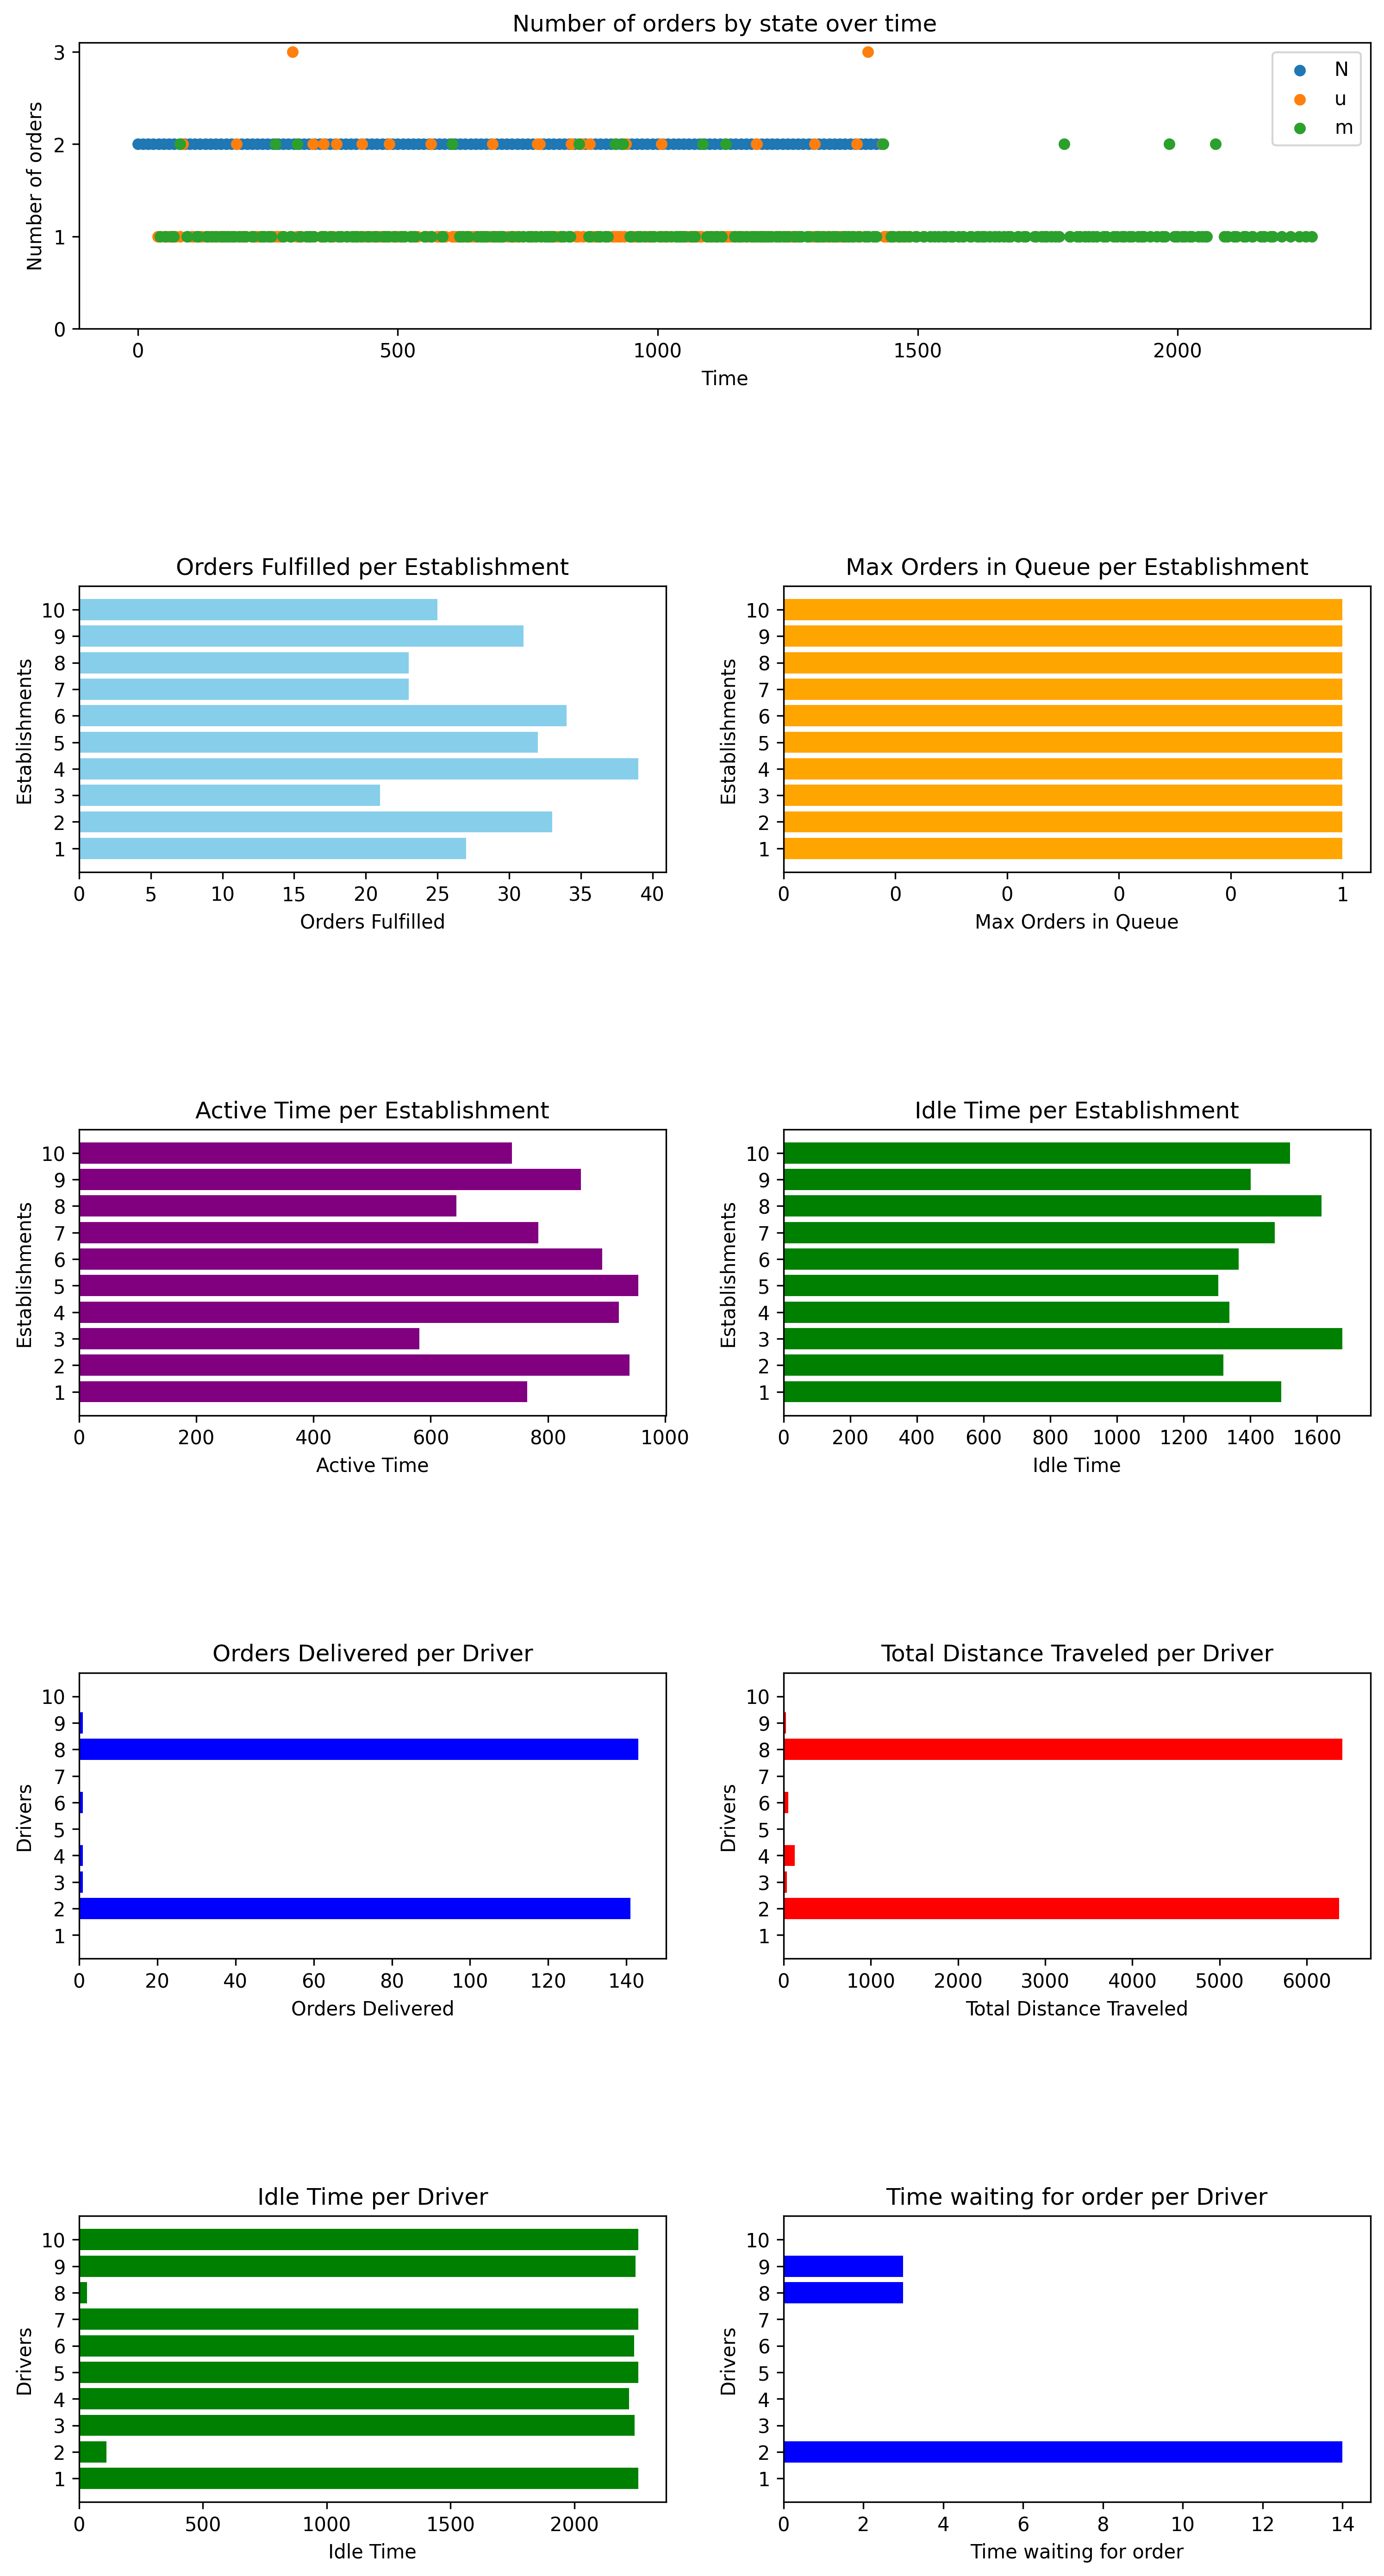 Number of orders by state over time
Number of orders
3
2
1
0
N
u
m
0 500 1000 1500 2000
Time
Orders Fulfilled per Establishment
Establishments
10
9
8
7
6
5
4
3
2
1
0 5 10 15 20 25 30 35 40
Orders Fulfilled
Max Orders in Queue per Establishment
Establishments
10
9
8
7
6
5
4
3
2
1
0 0 0 0 0 1
Max Orders in Queue
Active Time per Establishment
Establishments
10
9
8
7
6
5
4
3
2
1
0 200 400 600 800 1000
Active Time
Idle Time per Establishment
Establishments
10
9
8
7
6
5
4
3
2
1
0 200 400 600 800 1000 1200 1400 1600
Idle Time
Orders Delivered per Driver
Drivers
10
9
8
7
6
5
4
3
2
1
0 20 40 60 80 100 120 140
Orders Delivered
Total Distance Traveled per Driver
Drivers
10
9
8
7
6
5
4
3
2
1
0 1000 2000 3000 4000 5000 6000
Total Distance Traveled
Idle Time per Driver
Drivers
10
9
8
7
6
5
4
3
2
1
0 500 1000 1500 2000
Idle Time
Time waiting for order per Driver
Drivers
10
9
8
7
6
5
4
3
2
1
0 2 4 6 8 10 12 14
Time waiting for order